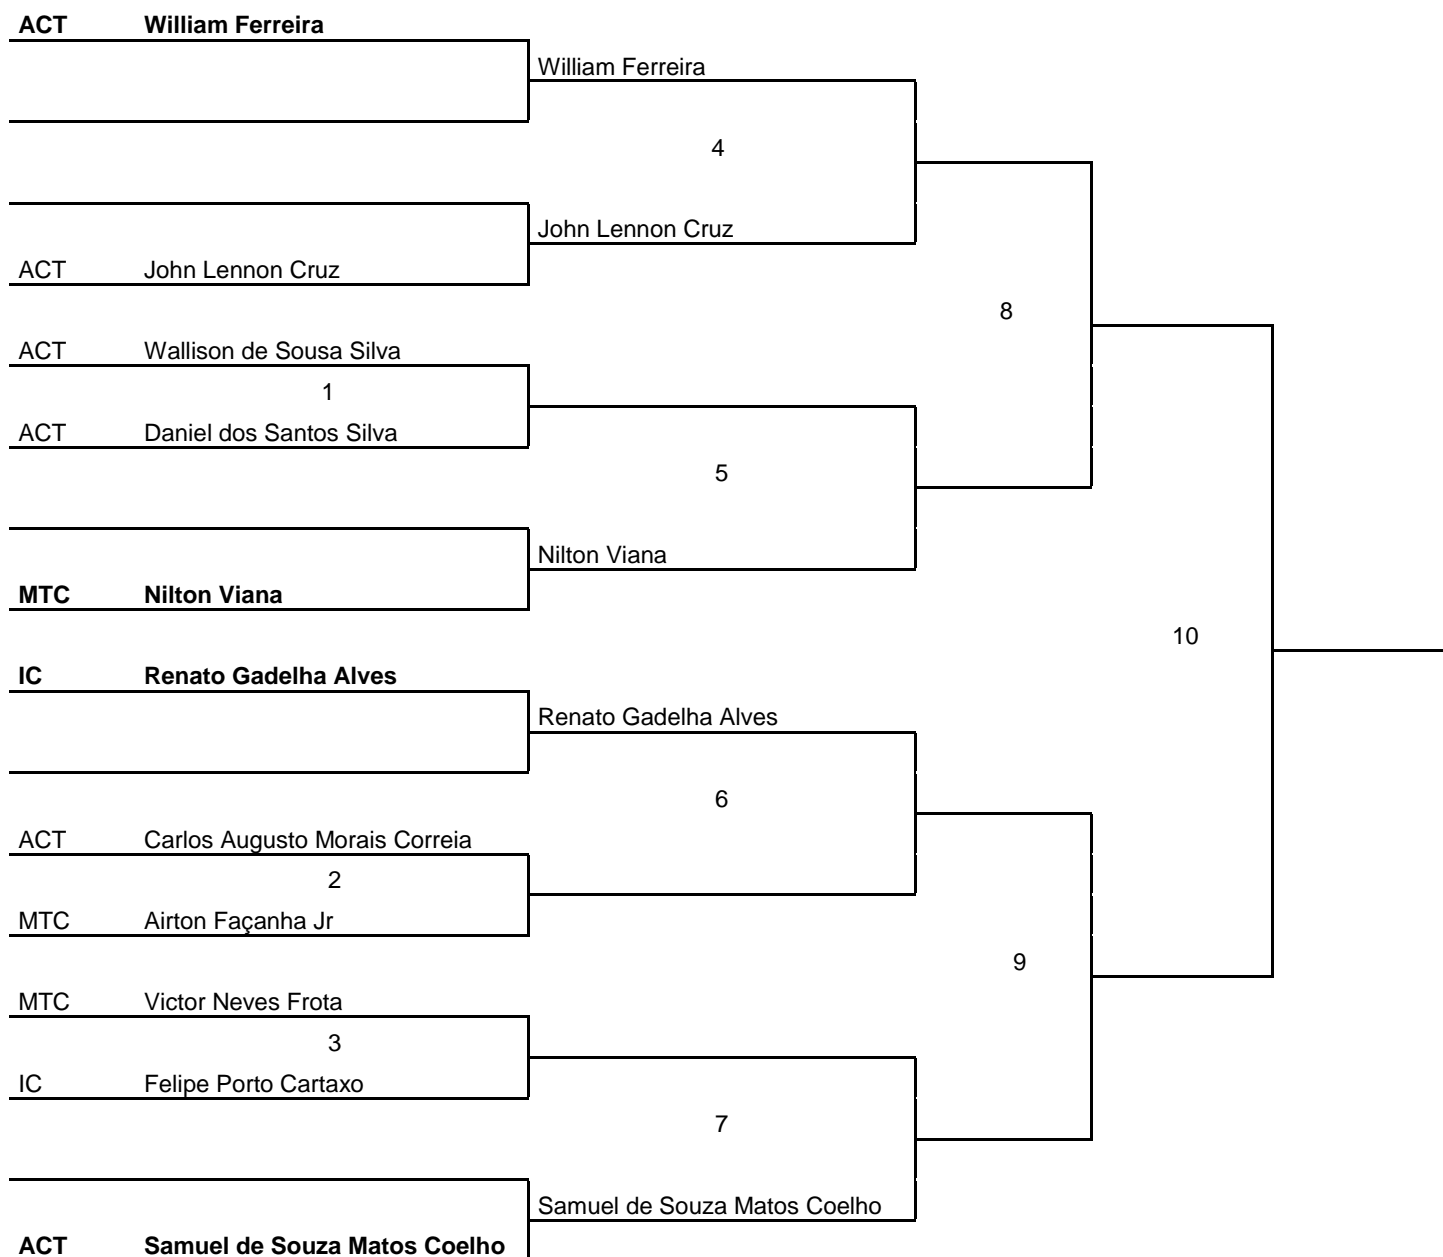 ACT William Ferreira
William Ferreira
4
John Lennon Cruz
ACT John Lennon Cruz
8
ACT Wallison de Sousa Silva
1
ACT Daniel dos Santos Silva
5
Nilton Viana
MTC Nilton Viana
10
IC Renato Gadelha Alves
Renato Gadelha Alves
6
ACT Carlos Augusto Morais Correia
2
MTC Airton Façanha Jr
9
MTC Victor Neves Frota
3
IC Felipe Porto Cartaxo
7
Samuel de Souza Matos Coelho
ACT Samuel de Souza Matos Coelho